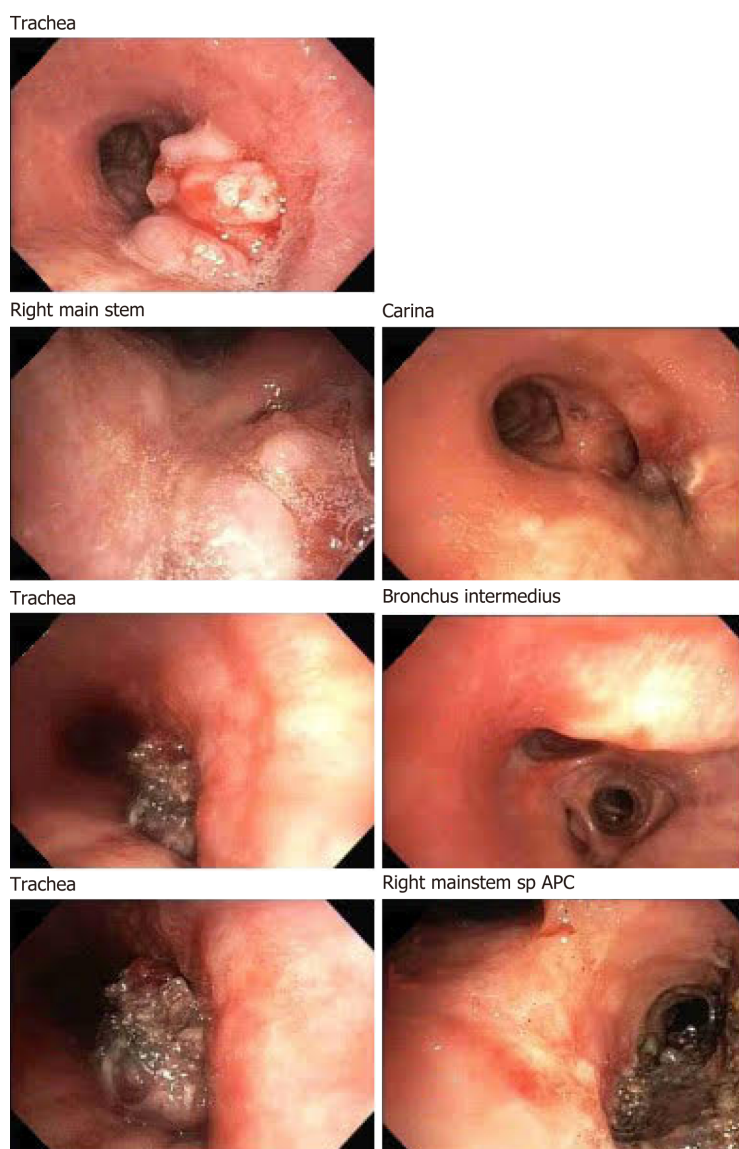 Trachea
Right main stem
Carina
Trachea
Bronchus intermedius
Trachea
Right mainstem sp APC